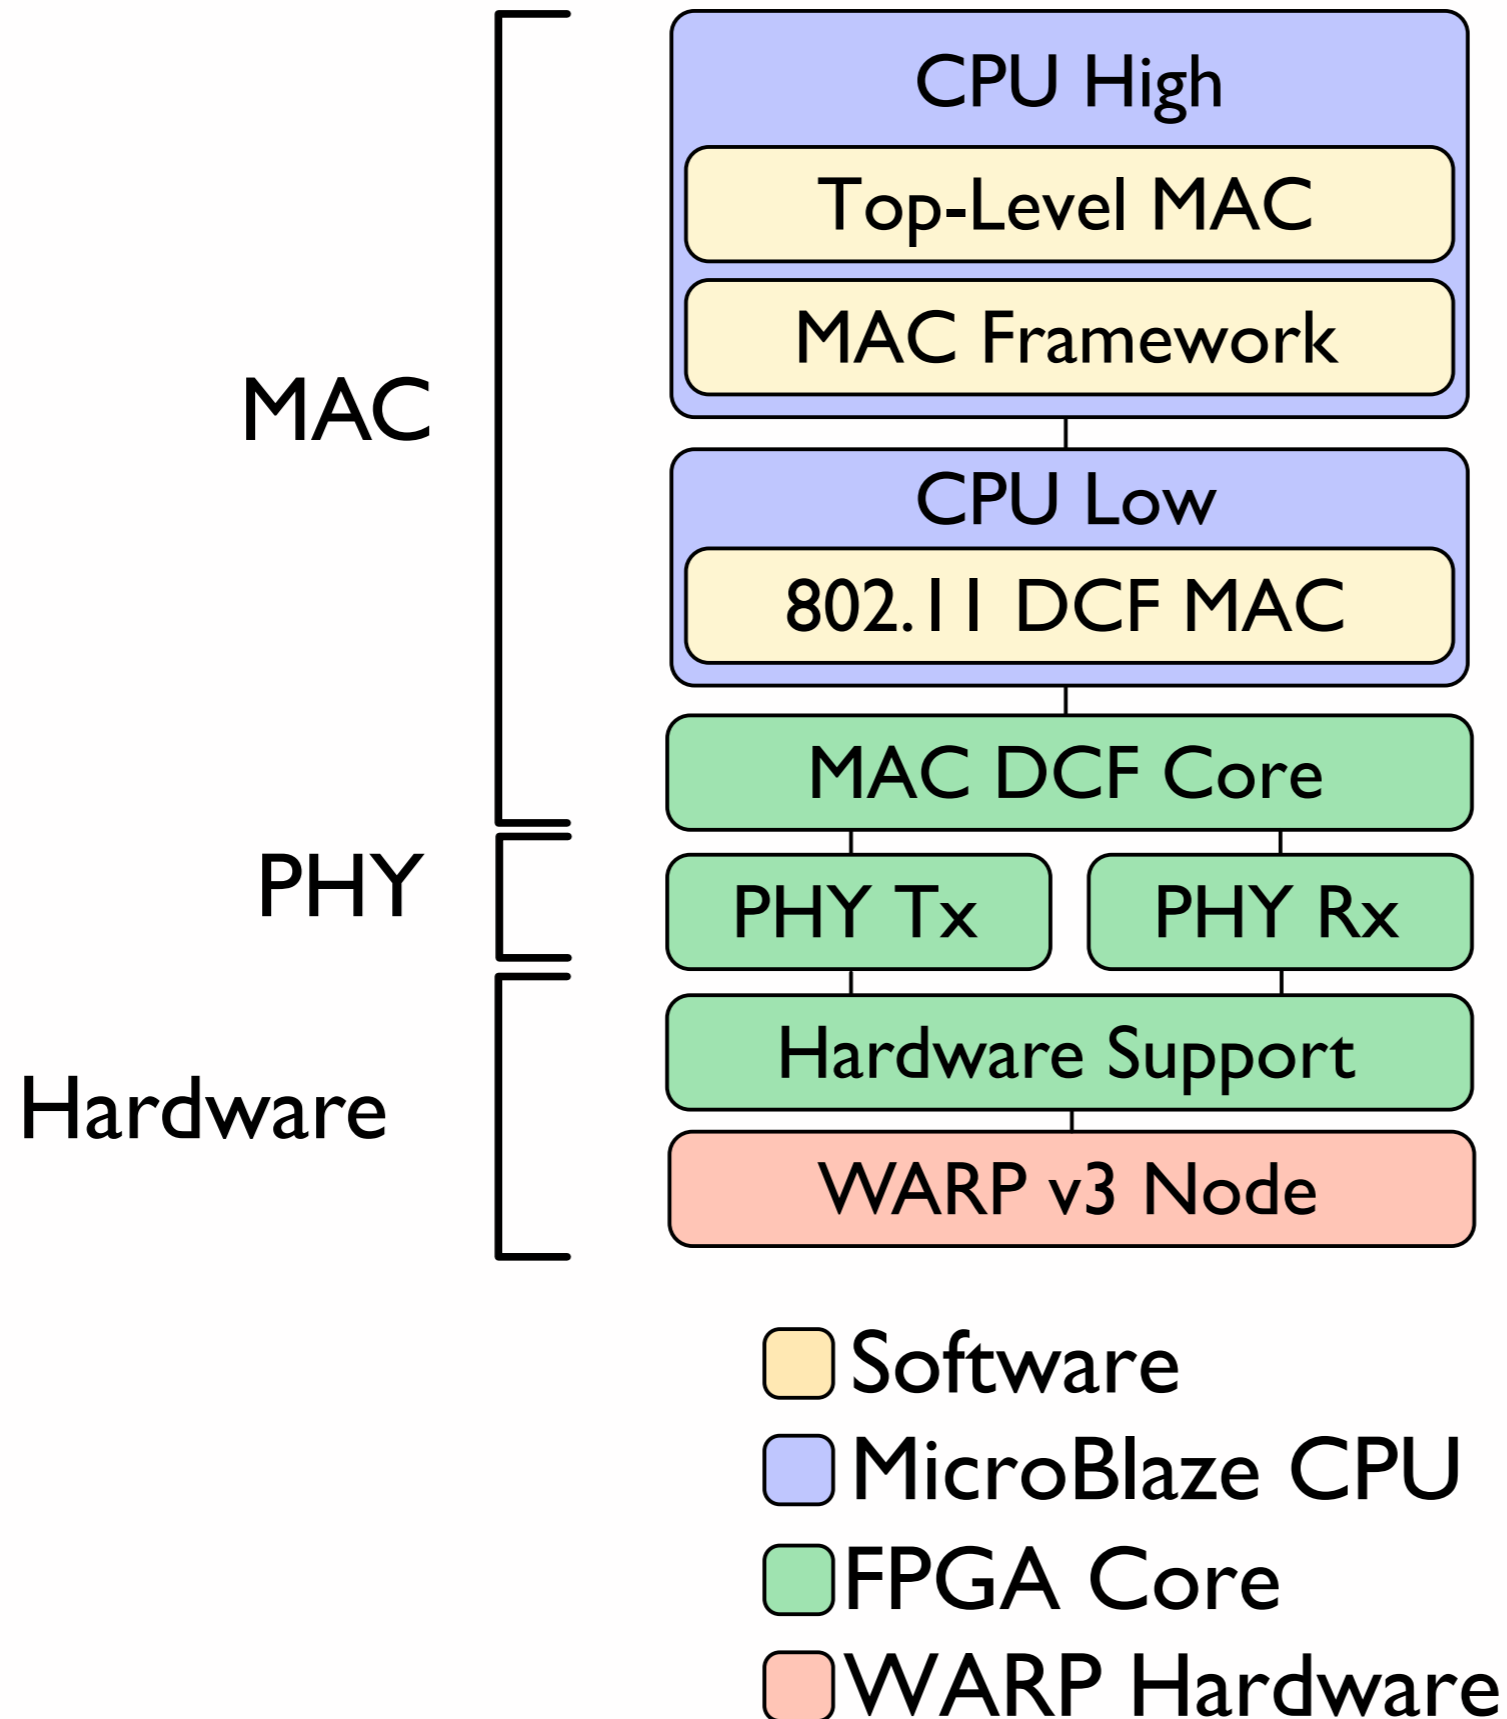 CPU High
Top-Level MAC
MAC Framework
MAC
CPU Low
802.11 DCF MAC
MAC DCF Core
PHY
PHY Tx
PHY Rx
Hardware Support
Hardware
WARP v3 Node
Software
MicroBlaze CPU
FPGA Core
WARP Hardware